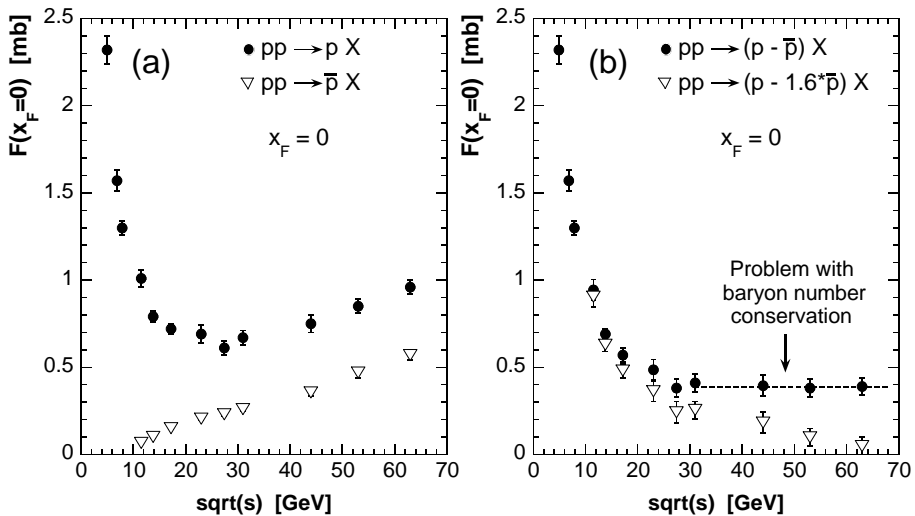 F(x_F=0) [mb]
2.5
2
1.5
1
0.5
0
(a)
pp → p X
pp → p̅ X
x_F = 0
0 10 20 30 40 50 60 70
sqrt(s) [GeV]
F(x_F=0) [mb]
2.5
2
1.5
1
0.5
0
(b)
pp → (p - p̅) X
pp → (p - 1.6*p̅) X
x_F = 0
Problem with
baryon number
conservation
0 10 20 30 40 50 60 70
sqrt(s) [GeV]